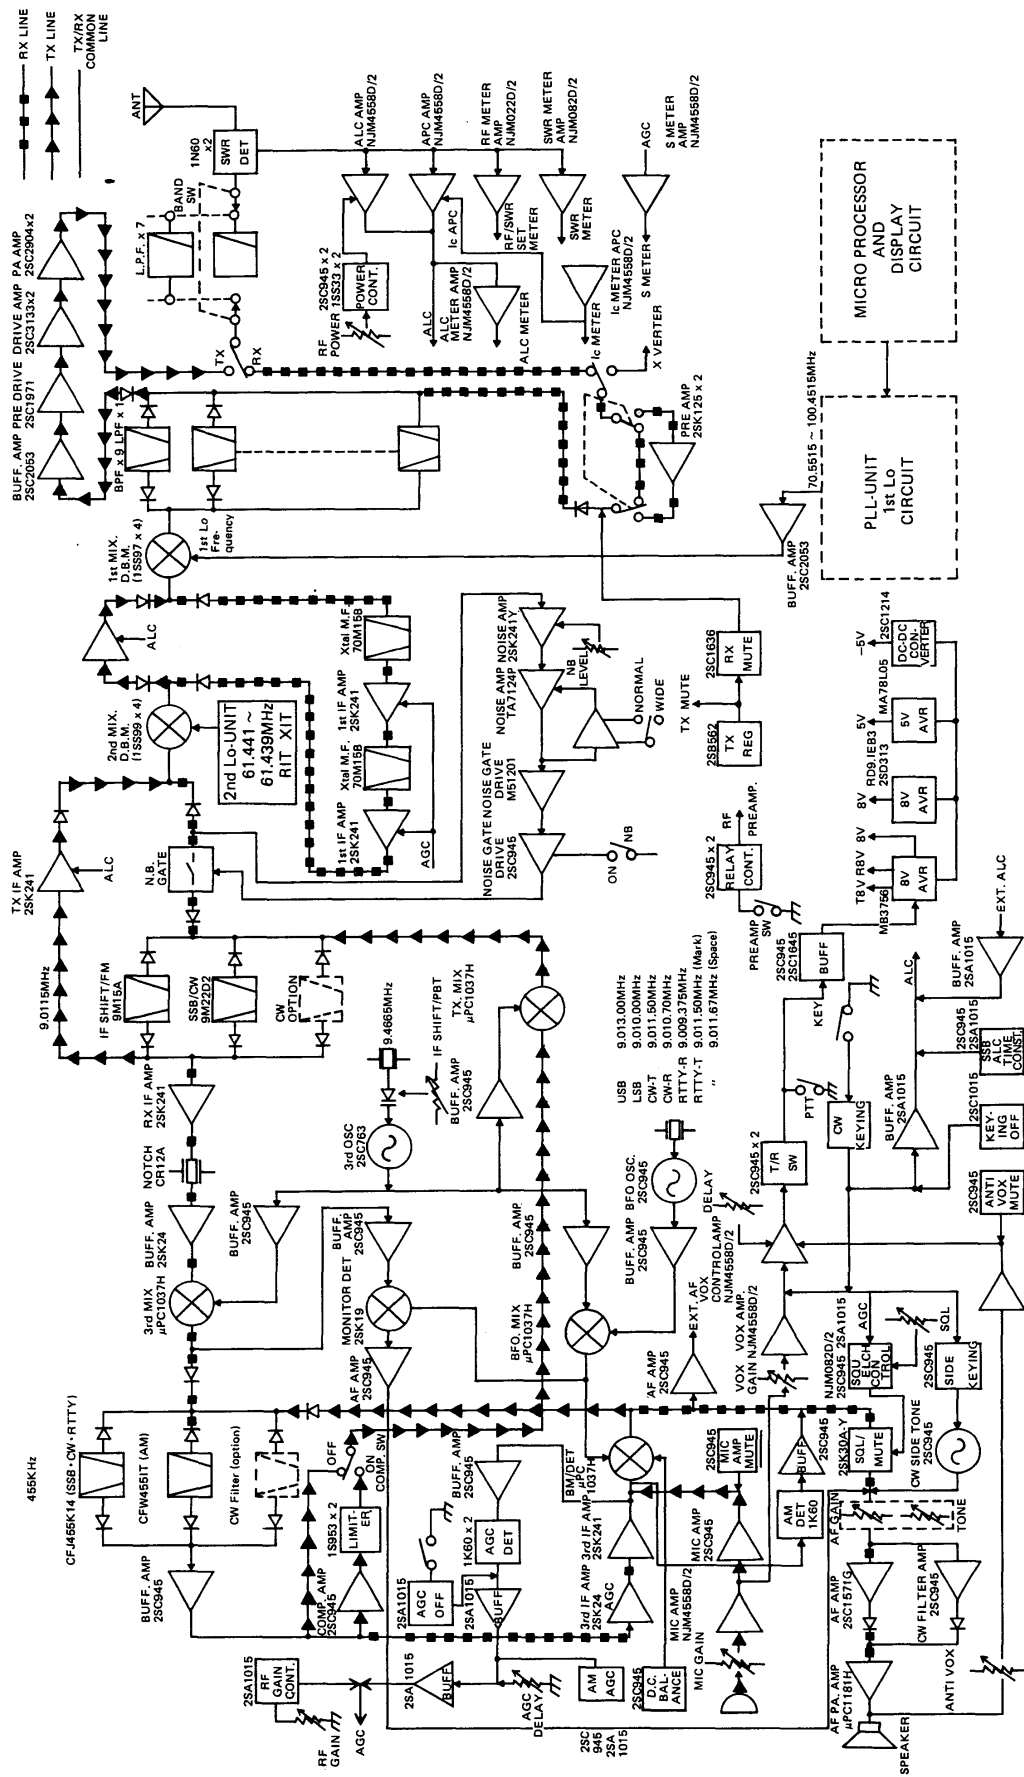 RX LINE
TX LINE
TX/RX
COMMON
LINE
ANT
1N60
x2
SWR
DET
BAND
SW
L.P.F. x 7
BUFF. AMP
2SC2053
PRE DRIVE
2SC1971
DRIVE AMP
2SC3133x2
PA AMP
2SC2904x2
TX
RX
BPF x 9 LPF x 1
ALC AMP
NJM4558D/2
APC AMP
NJM4558D/2
RF METER
AMP
NJM022D/2
SWR METER
AMP
NJM082D/2
AGC
S METER
AMP
NJM4558D/2
2SC945 x 2
1SS33 x 2
POWER
CONT.
RF
POWER
Ic APC
RF/SWR
SET
METER
SWR
METER
ALC
ALC
METER AMP
NJM4558D/2
ALC METER
Ic METER APC
NJM4558D/2
Ic METER
S METER
X VERTER
PRE AMP
2SK125 x 2
MICRO PROCESSOR
AND
DISPLAY
CIRCUIT
PLL-UNIT
1st Lo
CIRCUIT
70.5515 ~ 100.4515MHz
BUFF. AMP
2SC2053
1st MIX.
D.B.M.
(1SS97 x 4)
1st Lo
Fre-
quency
ALC
2nd MIX.
D.B.M.
(1SS99 x 4)
2nd Lo-UNIT
61.441 ~
61.439MHz
RIT XIT
Xtal M.F.
70M15B
1st IF AMP
2SK241
Xtal M.F.
70M15B
1st IF AMP
2SK241
AGC
NOISE AMP
2SK241Y
NB
LEVEL
NOISE AMP
TA7124P
NORMAL
WIDE
NOISE GATE
DRIVE
M51201
NOISE GATE
DRIVE
2SC945
ON
NB
2SC1636
RX
MUTE
TX MUTE
2SB562
TX
REG
2SC945 x 2
RELAY
CONT.
RF
PREAMP.
PREAMP
SW
−5V
2SC1214
DC-DC
CON-
VERTER
5V
MA78L05
5V
AVR
8V
RD9.1EB3
2SD313
8V
AVR
T8V R8V 8V
8V
AVR
MB3756
TX IF AMP
2SK241
ALC
N.B.
GATE
9.0115MHz
IF SHIFT/FM
9M15A
SSB/CW
9M22D2
CW
OPTION
RX IF AMP
2SK241
NOTCH
CR12A
BUFF. AMP
2SK24
3rd MIX
µPC1037H
BUFF. AMP
2SC945
9.4665MHz
3rd OSC
2SC763
IF SHIFT/PBT
BUFF. AMP
2SC945
TX. MIX
µPC1037H
USB 9.013.00MHz
LSB 9.010.00MHz
CW-T 9.011.50MHz
CW-R 9.010.70MHz
RTTY-R 9.009.375MHz
RTTY-T 9.011.500MHz (Mark)
" 9.011.67MHz (Space)
BFO OSC.
2SC945
BUFF. AMP
2SC945
BUFF. AMP
2SC945
BFO. MIX
µPC1037H
BUFF.
AMP
2SC945
MONITOR DET
2SK19
AF AMP
2SC945
2SC945
2SC1645
BUFF
KEY
PTT
CW
KEYING
2SC945 x 2
T/R
SW
DELAY
VOX
CONTROLAMP
NJM4558D/2
VOX AMP.
NJM4558D/2
VOX
GAIN
EXT. AF
AF AMP
2SC945
ALC
BUFF. AMP
2SA1015
EXT. ALC
BUFF. AMP
2SA1015
2SC945
2SA1015
SSB
ALC
TIME
CONST.
2SC1015
KEY-
ING
OFF
2SC945
ANTI
VOX
MUTE
NJM082D/2
2SC945 2SA1015
SQU
ELCH
CON
TROL
AGC
SQL
2SC945
SIDE
KEYING
455KHz
CFJ455K14 (SSB • CW • RTTY)
CFW455IT (AM)
CW Filter (option)
BUFF. AMP
2SC945
OFF
ON
COMP. SW
1S953 x 2
LIMIT-
ER
COMP. AMP
2SC945
BUFF. AMP
2SC945
1K60 x 2
AGC
DET
2SA1015
AGC
OFF
2SA1015
BUFF
BM/DET
µPC
1037H
3rd IF AMP
2SK241
3rd IF AMP
2SK24
AGC
2SA1015
RF
GAIN
CONT.
RF
GAIN
AGC
2SA1015
BUFF
AGC
DELAY
AM
AGC
2SC
945
2SA
1015
2SC945
D.C.
BAL-
ANCE
MIC GAIN
MIC AMP
NJM4558D/2
MIC AMP
2SC945
2SC945
MIC
AMP
MUTE
AM
DET
1K60
BUFF
2SC945
2SK30A-Y
SQL/
MUTE
CW SIDE TONE
2SC945
AF GAIN
TONE
AF AMP
2SC1571G
CW FILTER AMP
2SC945
AF PA. AMP
µPC1181H
ANTI VOX
SPEAKER